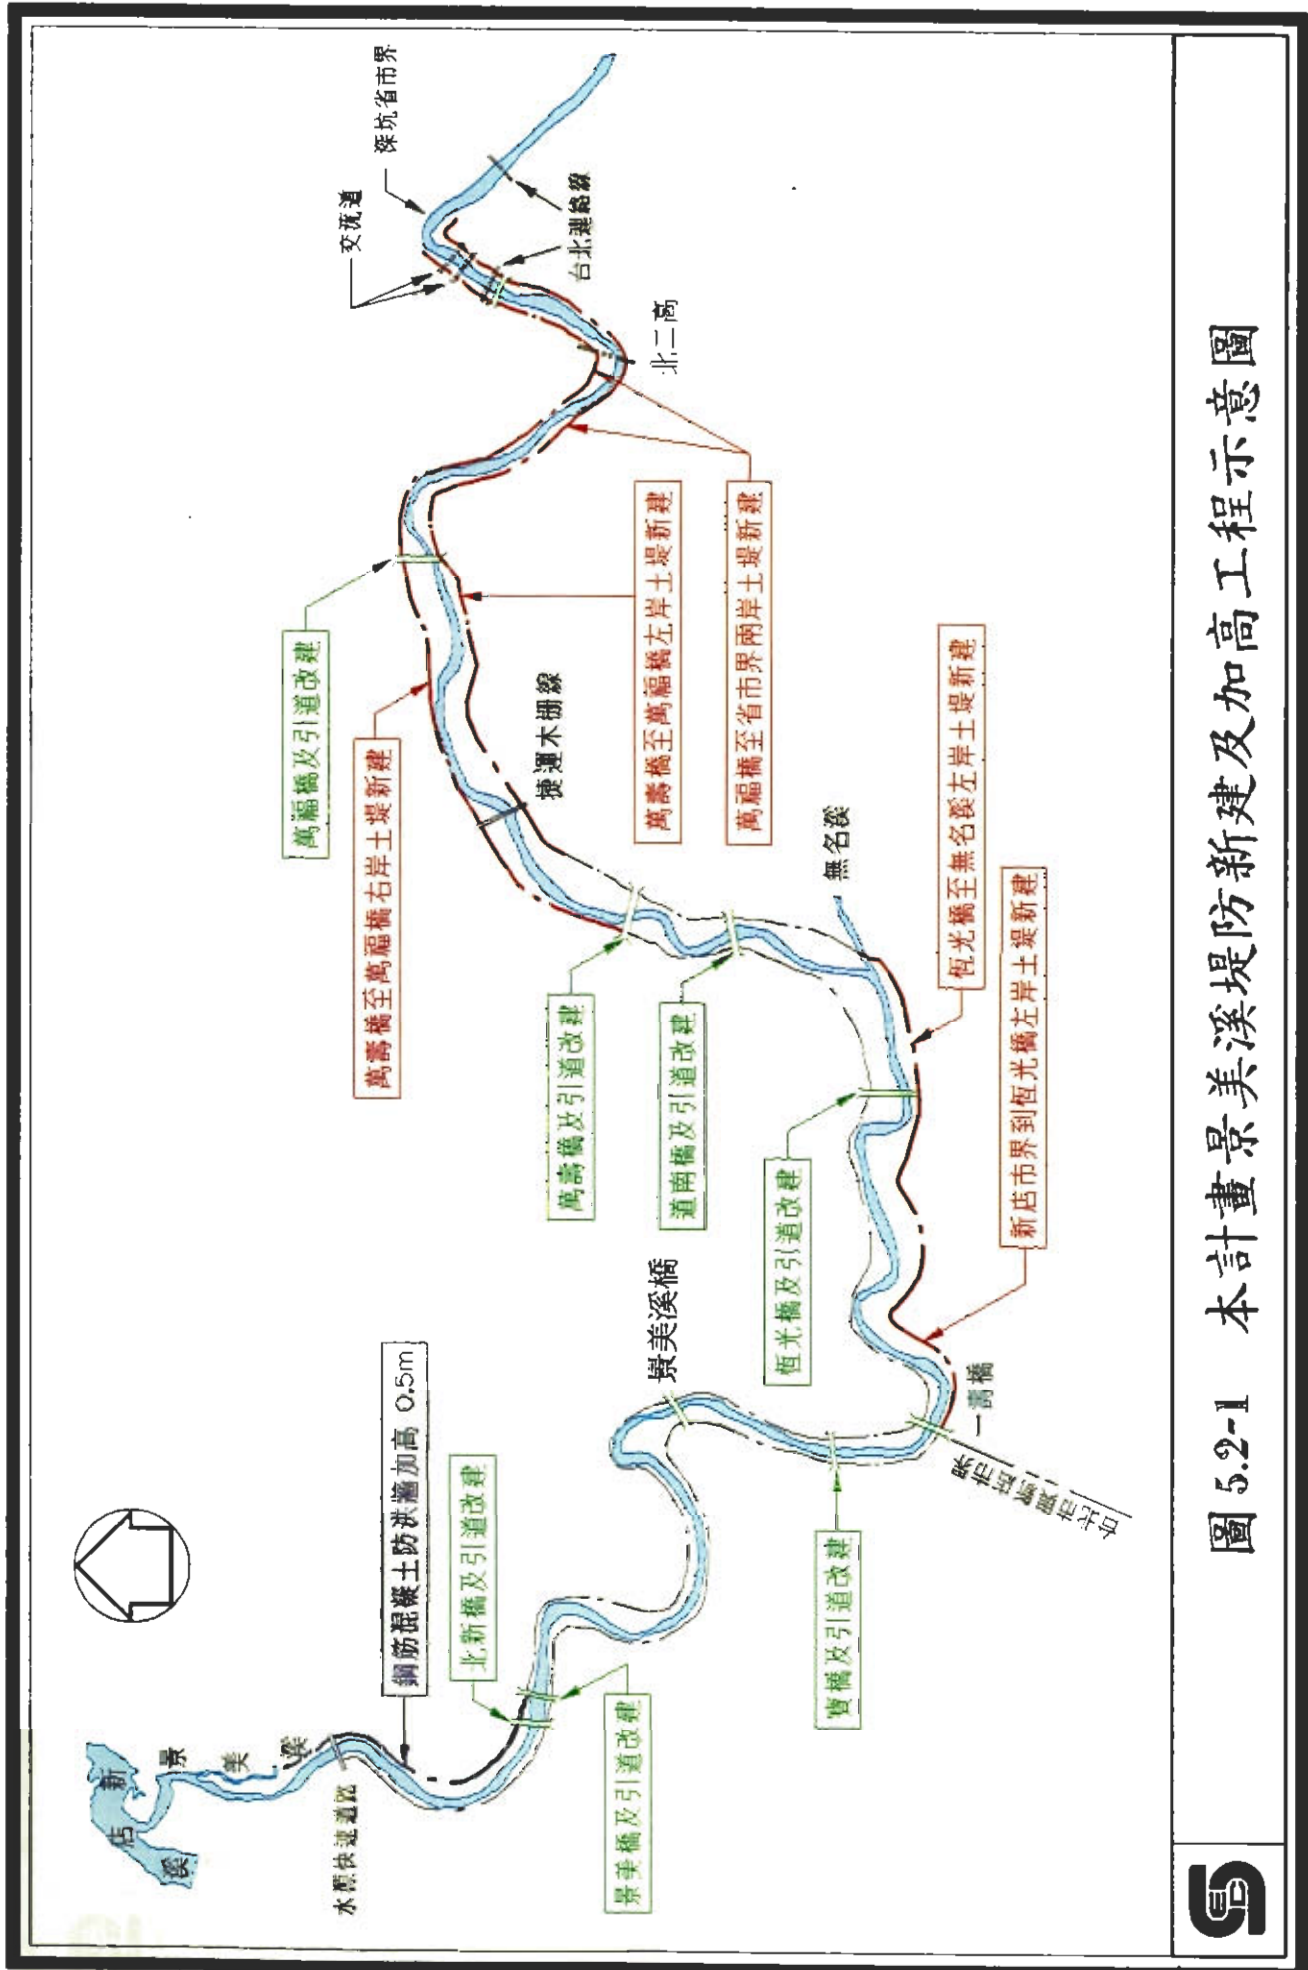 新
店
溪
景
美
溪
水源快速道路
鋼筋混凝土防洪牆加高 0.5m
北新橋及引道改建
景美橋及引道改建
景美溪橋
寶橋及引道改建
一壽橋
台北市與新店市界
新店市界到恆光橋左岸土堤新建
恆光橋及引道改建
恆光橋至無名溪左岸土堤新建
無名溪
道南橋及引道改建
萬壽橋及引道改建
捷運木柵線
萬壽橋至萬福橋右岸土堤新建
萬壽橋至萬福橋左岸土堤新建
萬福橋及引道改建
萬福橋至省市界兩岸土堤新建
北二高
台北連絡線
交流道
深坑省市界
圖 5.2-1 本計畫景美溪堤防新建及加高工程示意圖